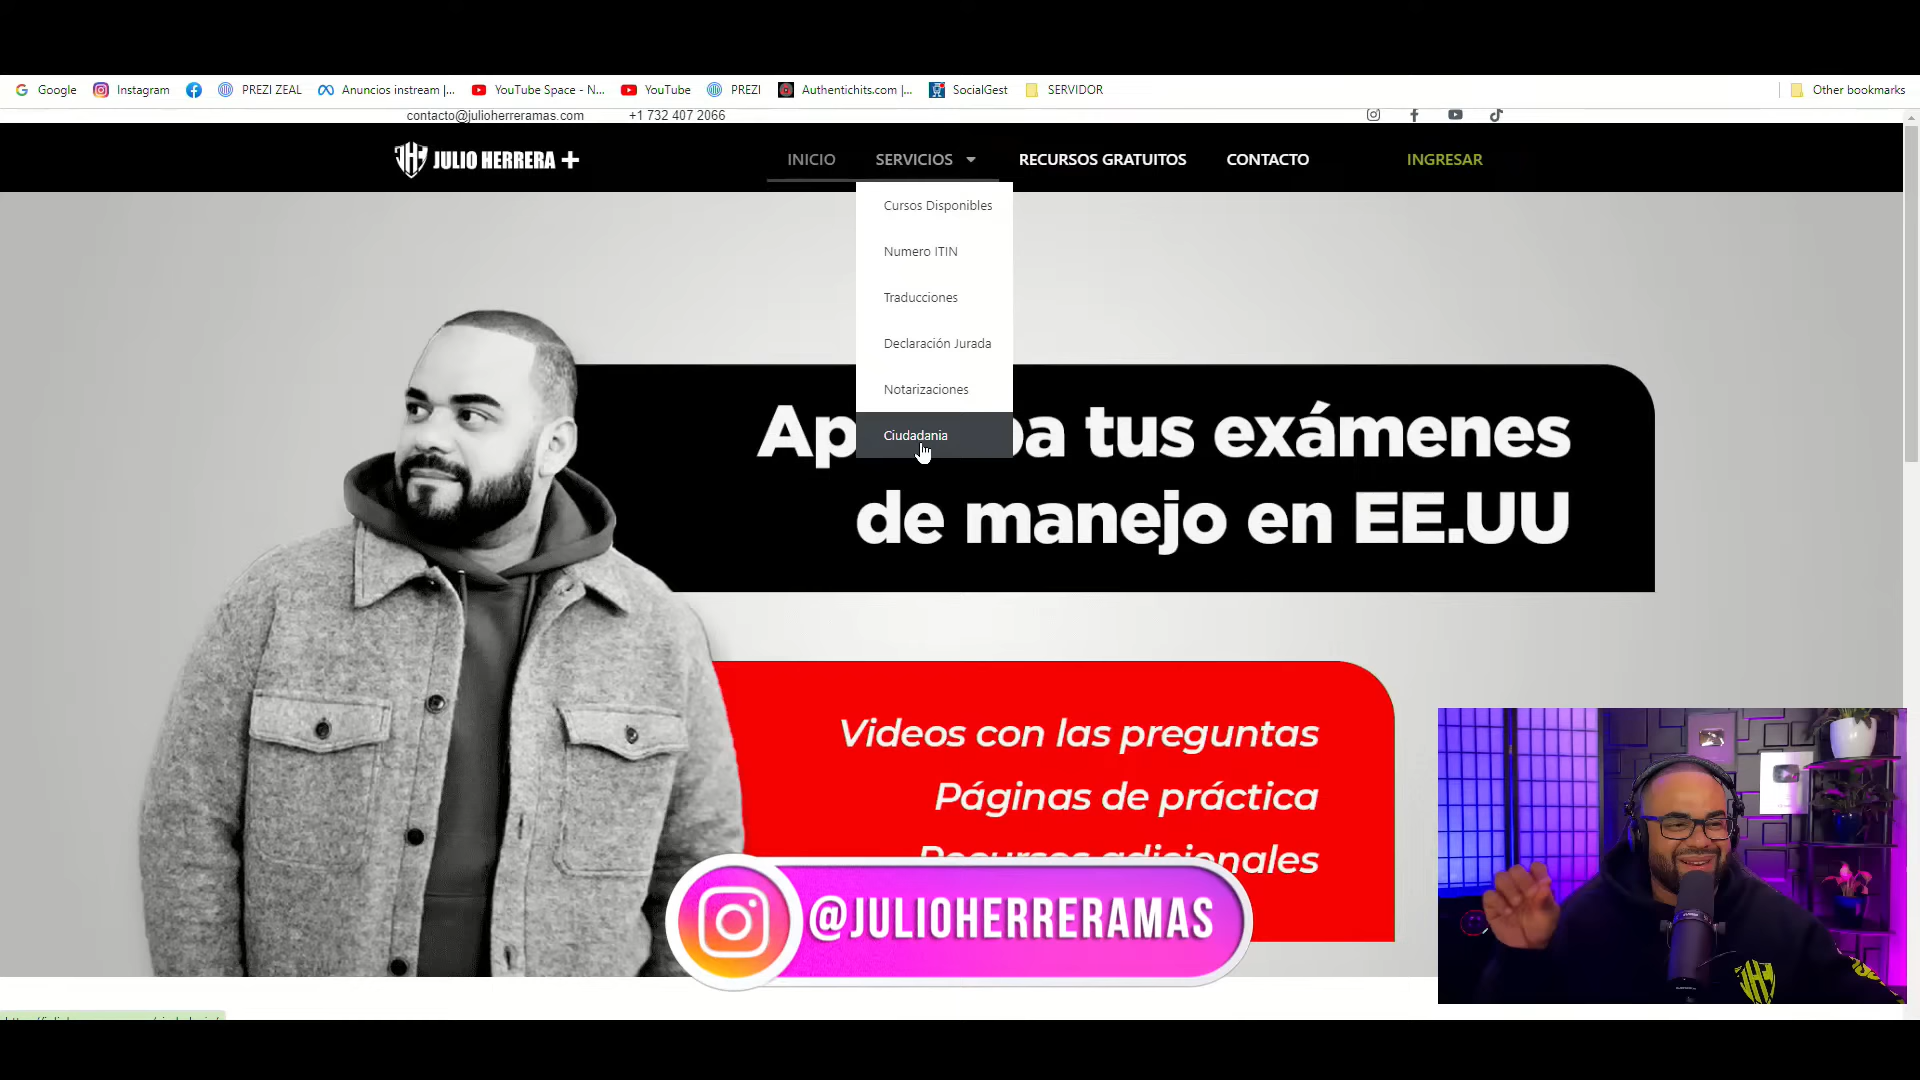 Google Instagram PREZI ZEAL Anuncios instream |... YouTube Space - N... YouTube PREZI Authentichits.com |... SocialGest SERVIDOR Other bookmarks
contacto@julioherreramas.com +1 732 407 2066
JULIO HERRERA + INICIO SERVICIOS RECURSOS GRATUITOS CONTACTO INGRESAR
Cursos Disponibles
Numero ITIN
Traducciones
Declaración Jurada
Notarizaciones
Ciudadania
tus exámenes
de manejo en EE.UU
Videos con las preguntas
Páginas de práctica
Recursos adicionales
@JULIOHERRERAMAS